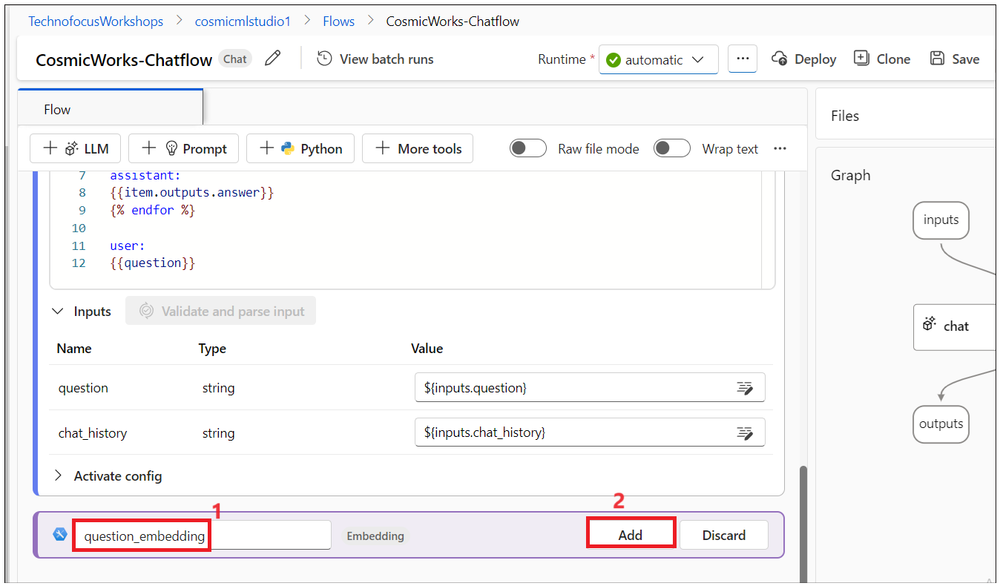 TechnofocusWorkshops > cosmicmlstudio1 > Flows > CosmicWorks-Chatflow
CosmicWorks-Chatflow Chat View batch runs Runtime * automatic ... Deploy Clone Save
Flow
+ LLM + Prompt + Python + More tools Raw file mode Wrap text ...
7 assistant:
8 {{item.outputs.answer}}
9 {% endfor %}
10
11 user:
12 {{question}}
Inputs Validate and parse input
Name Type Value
question string ${inputs.question}
chat_history string ${inputs.chat_history}
Activate config
1 2
question_embedding Embedding Add Discard
Files
Graph
inputs
chat
outputs